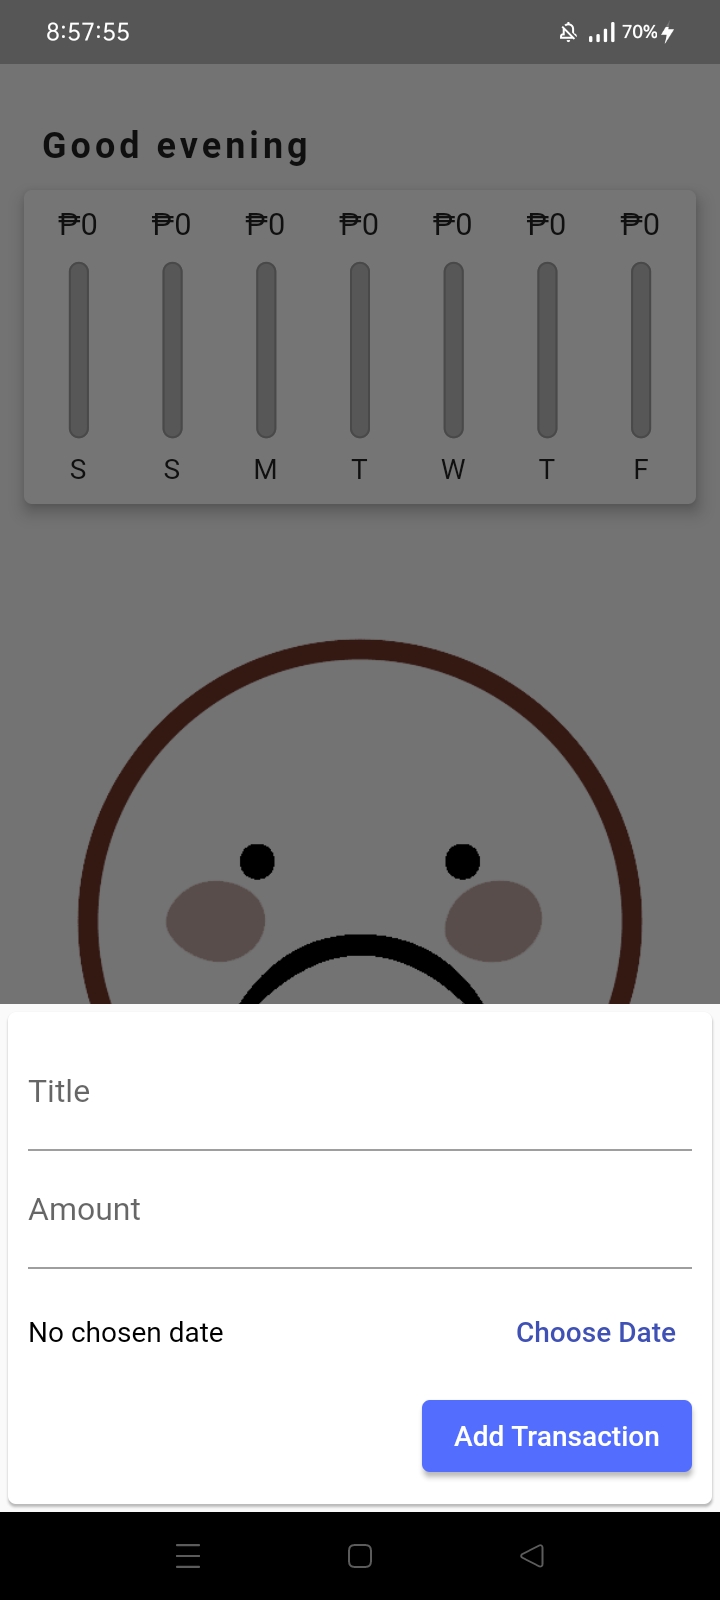 8:57:55 70%
Good evening
₱0 ₱0 ₱0 ₱0 ₱0 ₱0 ₱0
S S M T W T F
Title
Amount
No chosen date Choose Date
Add Transaction